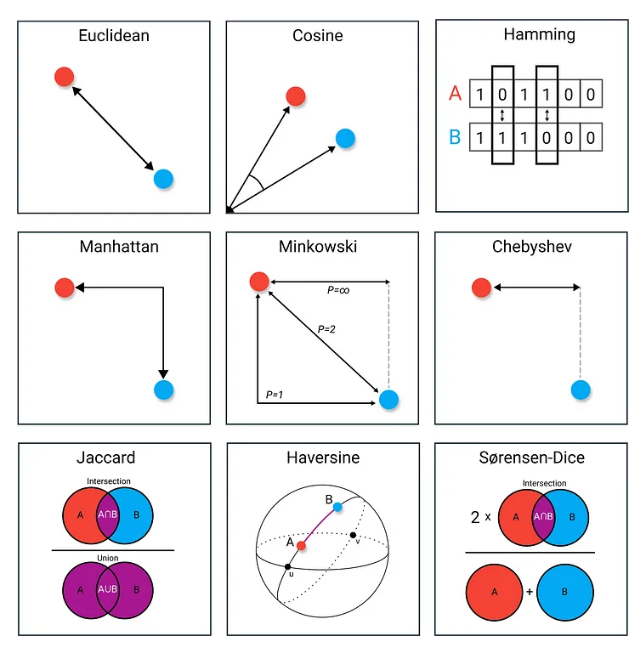 Euclidean
Cosine
Hamming
A 1 0 1 1 0 0
B 1 1 1 0 0 0
Manhattan
Minkowski
P=∞
P=2
P=1
Chebyshev
Jaccard
Intersection
A A∩B B
Union
A A∪B B
Haversine
B
A
v
u
Sørensen-Dice
Intersection
2 x A A∩B B
A + B